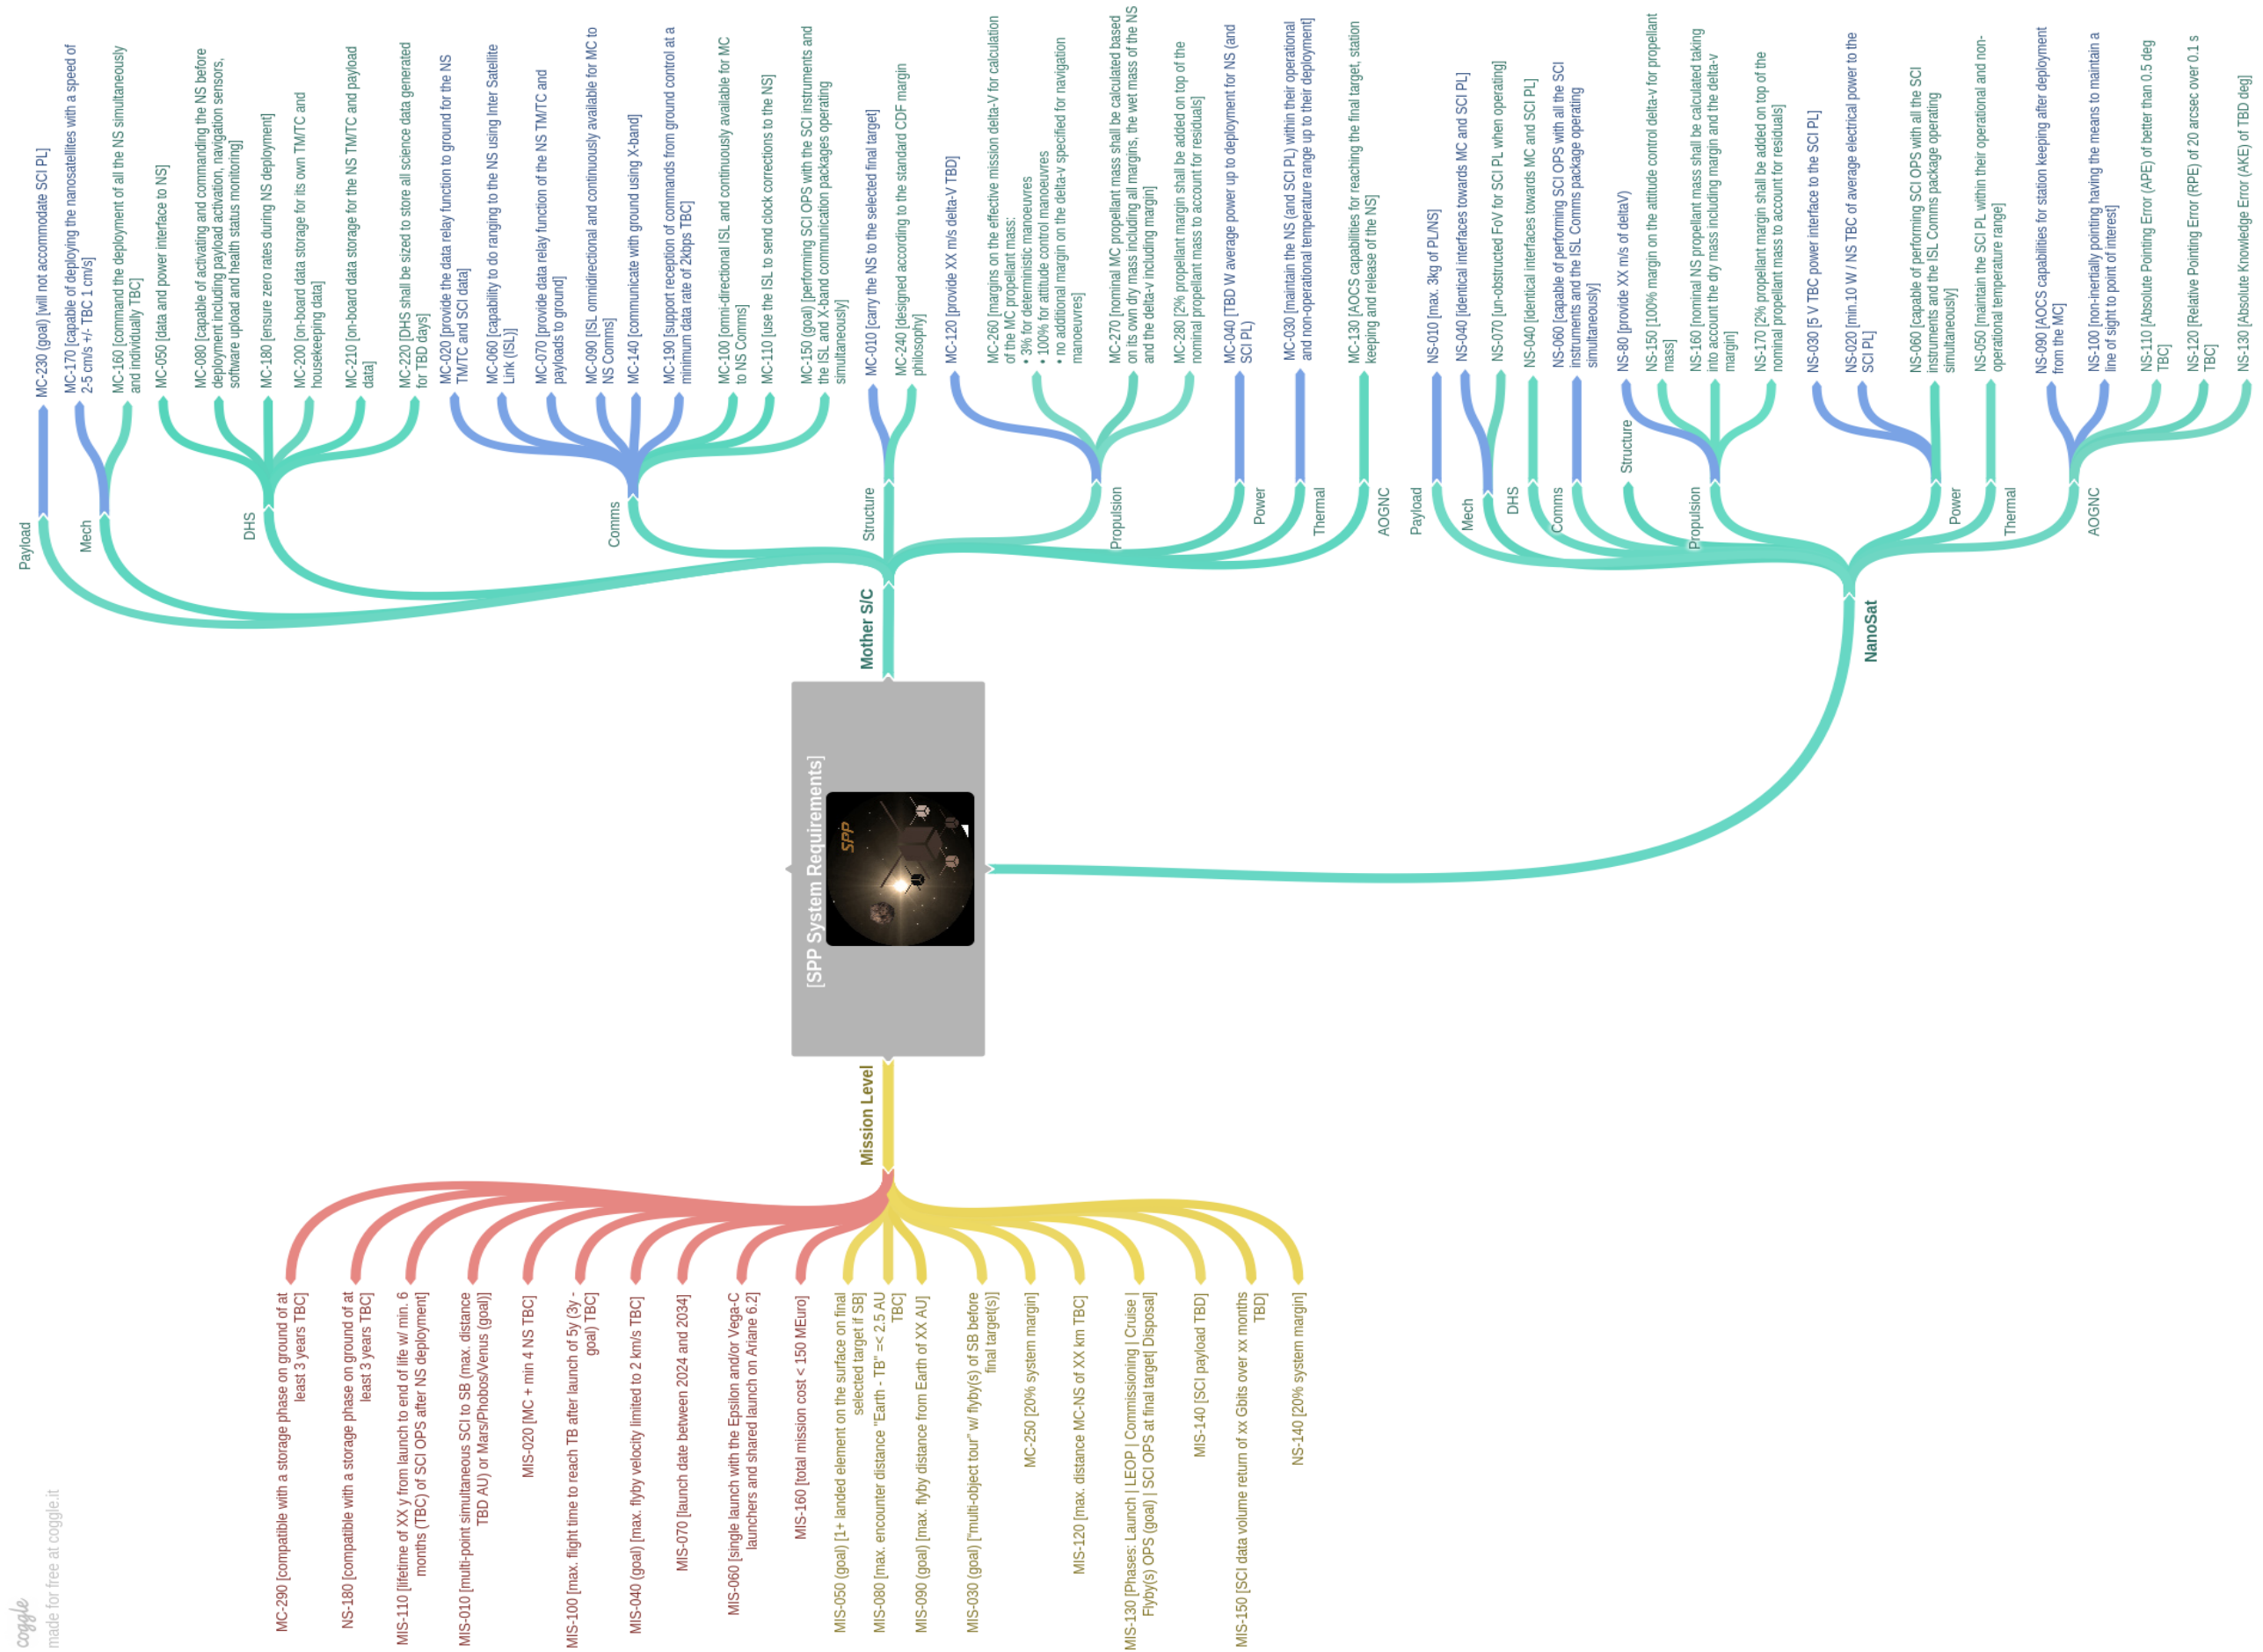 coggle
made for free at coggle.it
[SPP System Requirements]
SPP
Mission Level
MC-290 [compatible with a storage phase on ground of at
least 3 years TBC]
NS-180 [compatible with a storage phase on ground of at
least 3 years TBC]
MIS-110 [lifetime of XX y from launch to end of life w/ min. 6
months (TBC) of SCI OPS after NS deployment]
MIS-010 [multi-point simultaneous SCI to SB (max. distance
TBD AU) or Mars/Phobos/Venus (goal)]
MIS-020 [MC + min 4 NS TBC]
MIS-100 [max. flight time to reach TB after launch of 5y (3y -
goal) TBC]
MIS-040 (goal) [max. flyby velocity limited to 2 km/s TBC]
MIS-070 [launch date between 2024 and 2034]
MIS-060 [single launch with the Epsilon and/or Vega-C
launchers and shared launch on Ariane 6.2]
MIS-160 [total mission cost < 150 MEuro]
MIS-050 (goal) [1+ landed element on the surface on final
selected target if SB]
MIS-080 [max. encounter distance "Earth - TB" =< 2.5 AU
TBC]
MIS-090 (goal) [max. flyby distance from Earth of XX AU]
MIS-030 (goal) ["multi-object tour" w/ flyby(s) of SB before
final target(s)]
MC-250 [20% system margin]
MIS-120 [max. distance MC-NS of XX km TBC]
MIS-130 [Phases: Launch | LEOP | Commissioning | Cruise |
Flyby(s) OPS (goal) | SCI OPS at final target| Disposal]
MIS-140 [SCI payload TBD]
MIS-150 [SCI data volume return of xx Gbits over xx months
TBD]
NS-140 [20% system margin]
Mother S/C
Payload
MC-230 (goal) [will not accommodate SCI PL]
Mech
MC-170 [capable of deploying the nanosatellites with a speed of
2-5 cm/s +/- TBC 1 cm/s]
MC-160 [command the deployment of all the NS simultaneously
and individually TBC]
DHS
MC-050 [data and power interface to NS]
MC-080 [capable of activating and commanding the NS before
deployment including payload activation, navigation sensors,
software upload and health status monitoring]
MC-180 [ensure zero rates during NS deployment]
MC-200 [on-board data storage for its own TM/TC and
housekeeping data]
MC-210 [on-board data storage for the NS TM/TC and payload
data]
MC-220 [DHS shall be sized to store all science data generated
for TBD days]
Comms
MC-020 [provide the data relay function to ground for the NS
TM/TC and SCI data]
MC-060 [capability to do ranging to the NS using Inter Satellite
Link (ISL)]
MC-070 [provide data relay function of the NS TM/TC and
payloads to ground]
MC-090 [ISL omnidirectional and continuously available for MC to
NS Comms]
MC-140 [communicate with ground using X-band]
MC-190 [support reception of commands from ground control at a
minimum data rate of 2kbps TBC]
MC-100 [omni-directional ISL and continuously available for MC
to NS Comms]
MC-110 [use the ISL to send clock corrections to the NS]
MC-150 (goal) [performing SCI OPS with the SCI instruments and
the ISL and X-band communication packages operating
simultaneously]
Structure
MC-010 [carry the NS to the selected final target]
MC-240 [designed according to the standard CDF margin
philosophy]
Propulsion
MC-120 [provide XX m/s delta-V TBD]
MC-260 [margins on the effective mission delta-V for calculation
of the MC propellant mass:
• 3% for deterministic manoeuvres
• 100% for attitude control manoeuvres
• no additional margin on the delta-v specified for navigation
manoeuvres]
MC-270 [nominal MC propellant mass shall be calculated based
on its own dry mass including all margins, the wet mass of the NS
and the delta-v including margin]
MC-280 [2% propellant margin shall be added on top of the
nominal propellant mass to account for residuals]
Power
MC-040 [TBD W average power up to deployment for NS (and
SCI PL)
Thermal
MC-030 [maintain the NS (and SCI PL) within their operational
and non-operational temperature range up to their deployment]
AOGNC
MC-130 [AOCS capabilities for reaching the final target, station
keeping and release of the NS]
NanoSat
Payload
NS-010 [max. 3kg of PL/NS]
Mech
NS-040 [identical interfaces towards MC and SCI PL]
NS-070 [un-obstructed FoV for SCI PL when operating]
DHS
NS-040 [identical interfaces towards MC and SCI PL]
Comms
NS-060 [capable of performing SCI OPS with all the SCI
instruments and the ISL Comms package operating
simultaneously]
Structure
Propulsion
NS-80 [provide XX m/s of deltaV)
NS-150 [100% margin on the attitude control delta-v for propellant
mass]
NS-160 [nominal NS propellant mass shall be calculated taking
into account the dry mass including margin and the delta-v
margin]
NS-170 [2% propellant margin shall be added on top of the
nominal propellant mass to account for residuals]
Power
NS-030 [5 V TBC power interface to the SCI PL]
NS-020 [min.10 W / NS TBC of average electrical power to the
SCI PL]
NS-060 [capable of performing SCI OPS with all the SCI
instruments and the ISL Comms package operating
simultaneously]
Thermal
NS-050 [maintain the SCI PL within their operational and non-
operational temperature range]
AOGNC
NS-090 [AOCS capabilities for station keeping after deployment
from the MC]
NS-100 [non-inertially pointing having the means to maintain a
line of sight to point of interest]
NS-110 [Absolute Pointing Error (APE) of better than 0.5 deg
TBC]
NS-120 [Relative Pointing Error (RPE) of 20 arcsec over 0.1 s
TBC]
NS-130 [Absolute Knowledge Error (AKE) of TBD deg]